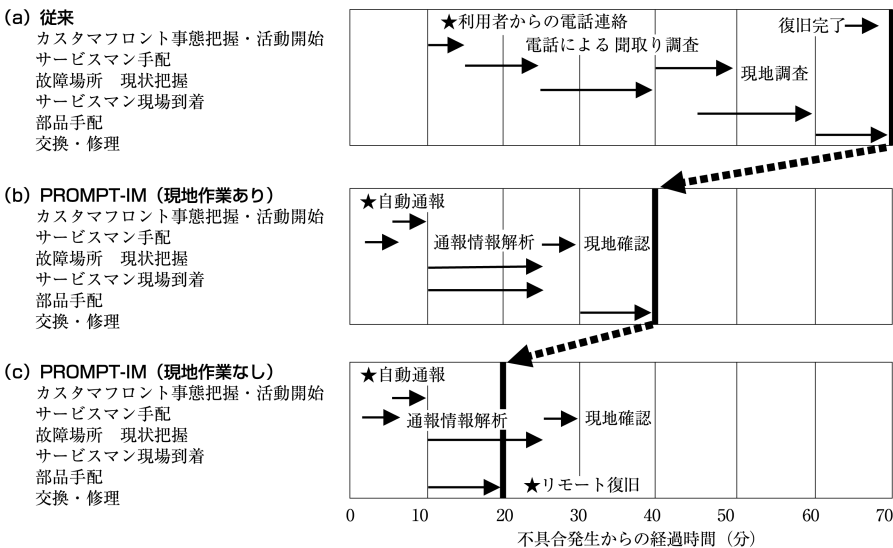 (a) 従来
カスタマフロント事態把握・活動開始
サービスマン手配
故障場所　現状把握
サービスマン現場到着
部品手配
交換・修理
★利用者からの電話連絡
復旧完了
電話による 聞取り調査
現地調査
(b) PROMPT-IM（現地作業あり）
カスタマフロント事態把握・活動開始
サービスマン手配
故障場所　現状把握
サービスマン現場到着
部品手配
交換・修理
★自動通報
通報情報解析
現地確認
(c) PROMPT-IM（現地作業なし）
カスタマフロント事態把握・活動開始
サービスマン手配
故障場所　現状把握
サービスマン現場到着
部品手配
交換・修理
★自動通報
通報情報解析
現地確認
★リモート復旧
0 10 20 30 40 50 60 70
不具合発生からの経過時間（分）